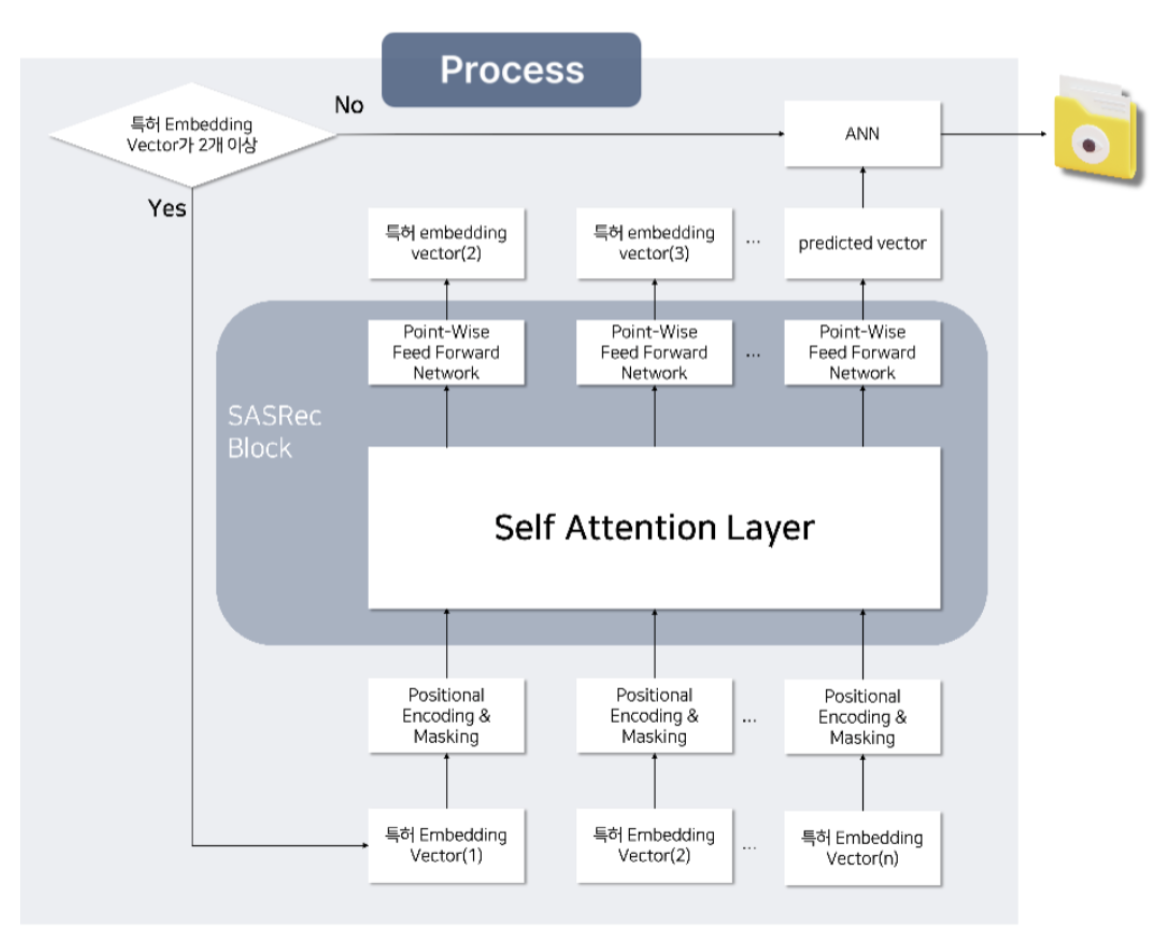 Process
특허 Embedding
Vector가 2개 이상
No
Yes
ANN
특허 embedding
vector(2)
특허 embedding
vector(3)
...
predicted vector
Point-Wise
Feed Forward
Network
Point-Wise
Feed Forward
Network
...
Point-Wise
Feed Forward
Network
SASRec
Block
Self Attention Layer
Positional
Encoding &
Masking
Positional
Encoding &
Masking
...
Positional
Encoding &
Masking
특허 Embedding
Vector(1)
특허 Embedding
Vector(2)
...
특허 Embedding
Vector(n)